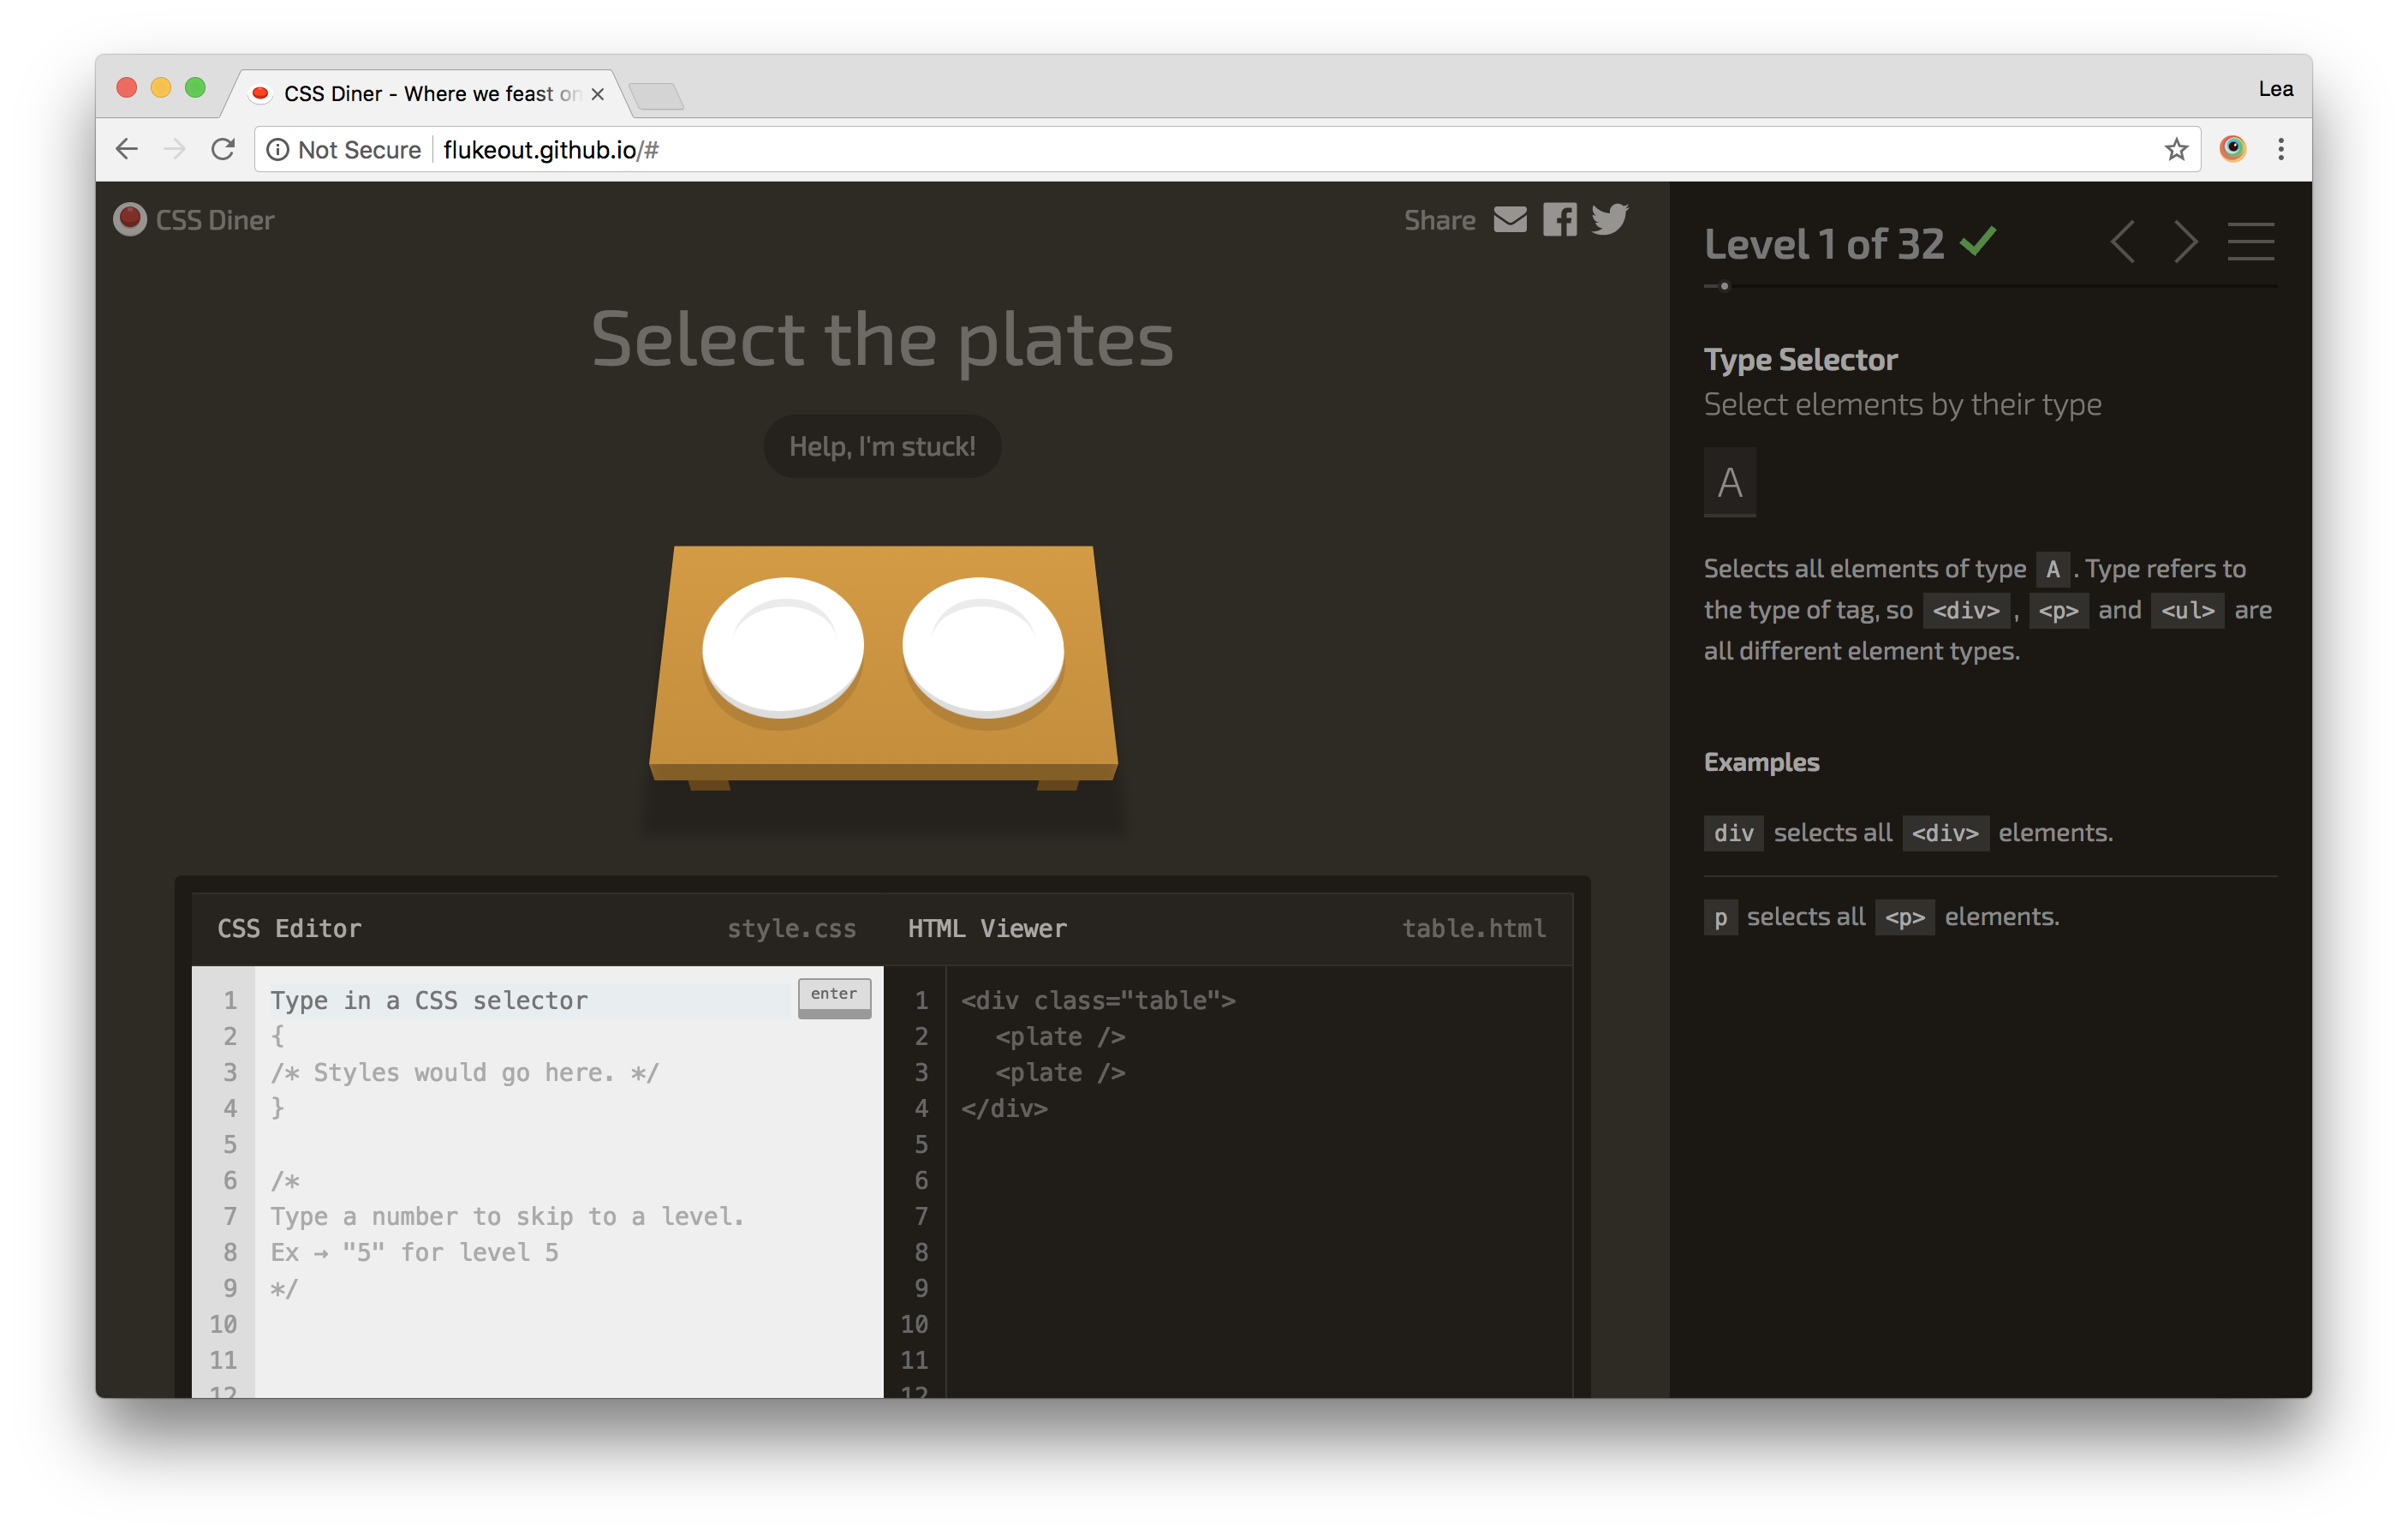 CSS Diner - Where we feast on
Lea
Not Secure flukeout.github.io/#
CSS Diner
Share
Select the plates
Help, I'm stuck!
CSS Editor style.css
1 Type in a CSS selector
enter
2 {
3 /* Styles would go here. */
4 }
5
6 /*
7 Type a number to skip to a level.
8 Ex → "5" for level 5
9 */
10
11
12
HTML Viewer table.html
1 <div class="table">
2 <plate />
3 <plate />
4 </div>
5
6
7
8
9
10
11
12
Level 1 of 32
Type Selector
Select elements by their type
A
Selects all elements of type A. Type refers to
the type of tag, so <div>, <p> and <ul> are
all different element types.
Examples
div selects all <div> elements.
p selects all <p> elements.